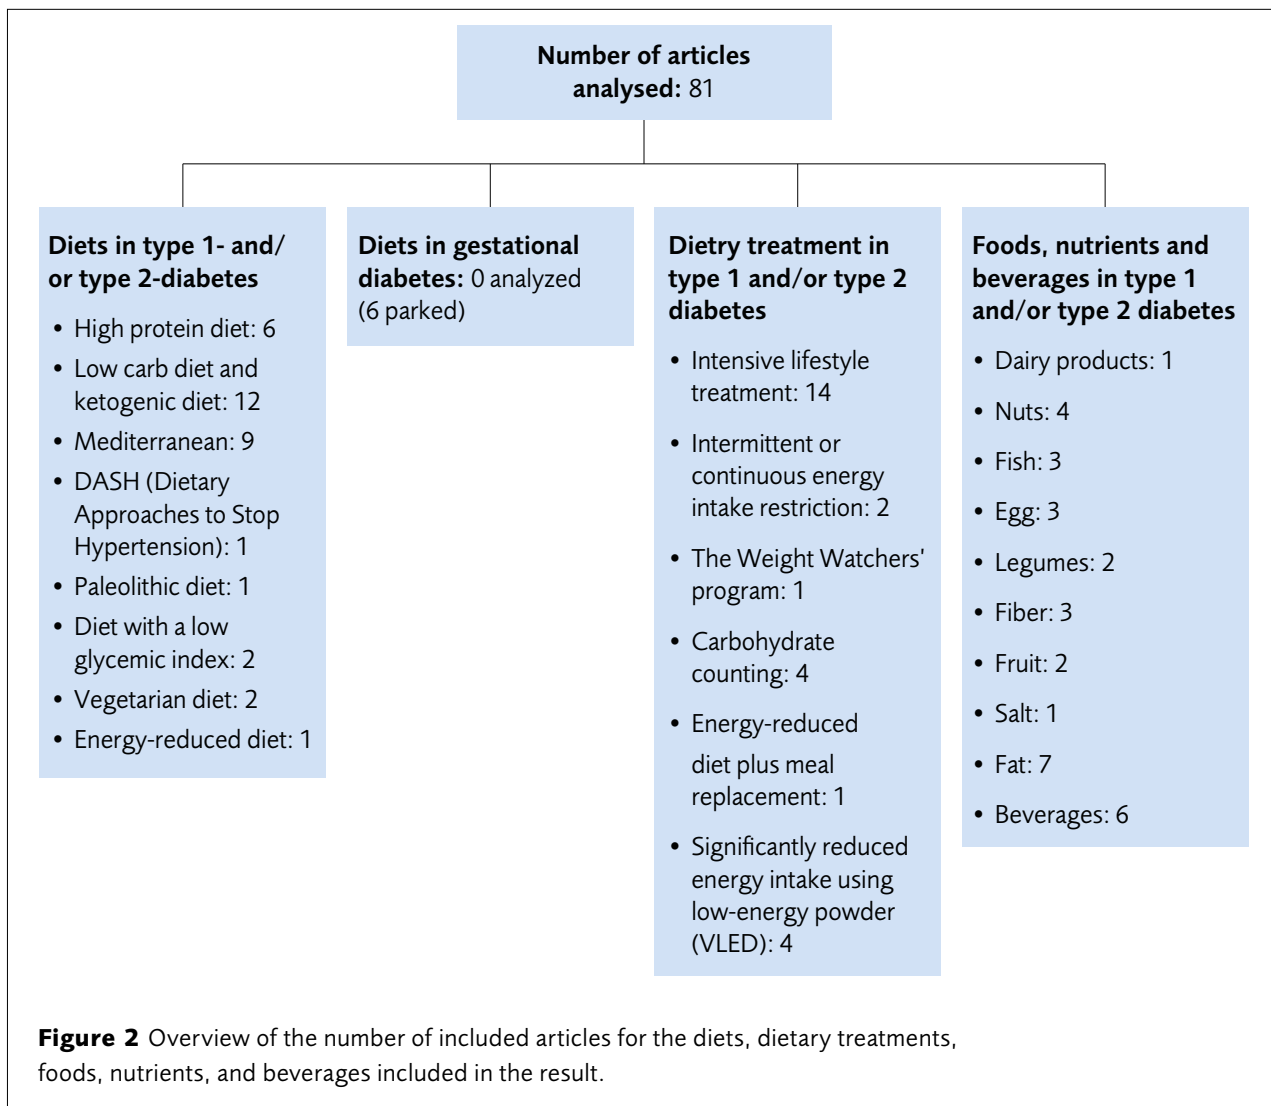 Number of articles
analysed: 81
Diets in type 1- and/
or type 2-diabetes
• High protein diet: 6
• Low carb diet and
ketogenic diet: 12
• Mediterranean: 9
• DASH (Dietary
Approaches to Stop
Hypertension): 1
• Paleolithic diet: 1
• Diet with a low
glycemic index: 2
• Vegetarian diet: 2
• Energy-reduced diet: 1
Diets in gestational
diabetes: 0 analyzed
(6 parked)
Dietry treatment in
type 1 and/or type 2
diabetes
• Intensive lifestyle
treatment: 14
• Intermittent or
continuous energy
intake restriction: 2
• The Weight Watchers’
program: 1
• Carbohydrate
counting: 4
• Energy-reduced
diet plus meal
replacement: 1
• Significantly reduced
energy intake using
low-energy powder
(VLED): 4
Foods, nutrients and
beverages in type 1
and/or type 2 diabetes
• Dairy products: 1
• Nuts: 4
• Fish: 3
• Egg: 3
• Legumes: 2
• Fiber: 3
• Fruit: 2
• Salt: 1
• Fat: 7
• Beverages: 6
Figure 2 Overview of the number of included articles for the diets, dietary treatments,
foods, nutrients, and beverages included in the result.